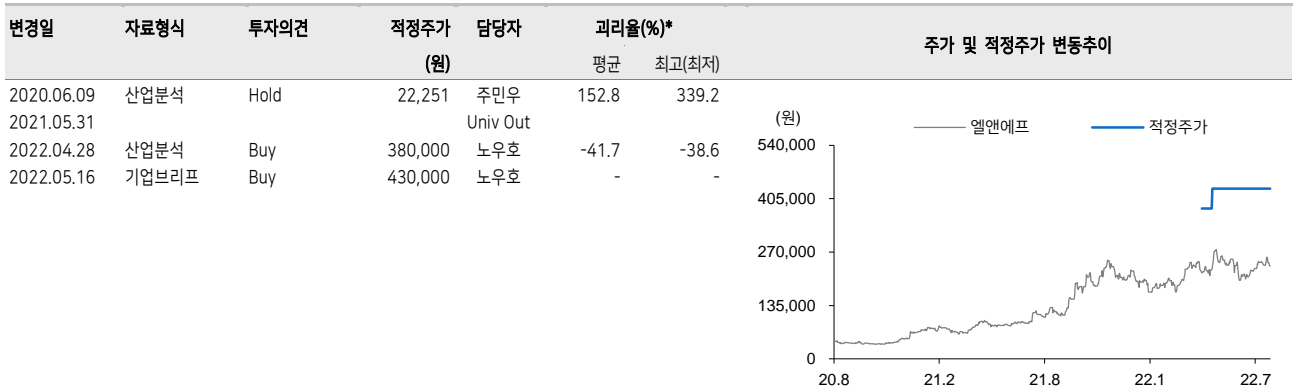 변경일 자료형식 투자의견 적정주가 담당자 괴리율(%)* 주가 및 적정주가 변동추이
(원) 평균 최고(최저)
2020.06.09 산업분석 Hold 22,251 주민우 152.8 339.2
2021.05.31 Univ Out
2022.04.28 산업분석 Buy 380,000 노우호 -41.7 -38.6
2022.05.16 기업브리프 Buy 430,000 노우호 - -
(원) 엘앤에프 적정주가
540,000
405,000
270,000
135,000
0
20.8 21.2 21.8 22.1 22.7